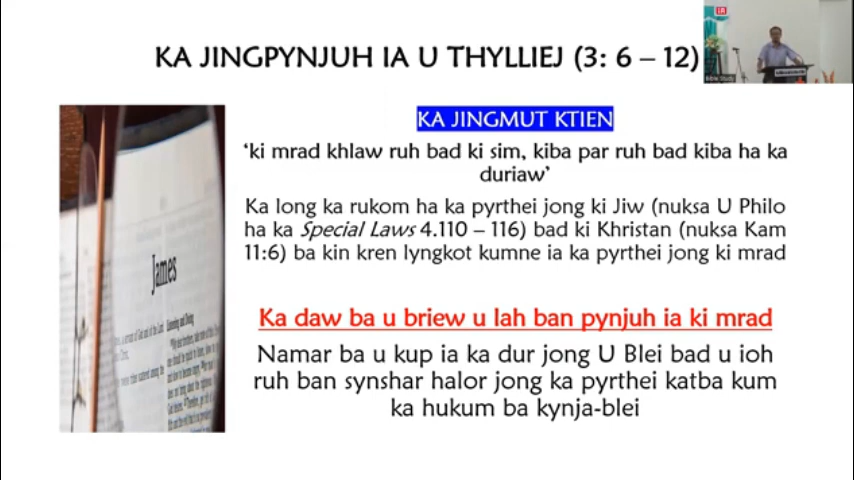 KA JINGPYNJUH IA U THYLLIEJ (3: 6 – 12)
KA JINGMUT KTIEN
‘ki mrad khlaw ruh bad ki sim, kiba par ruh bad kiba ha ka
duriaw’
Ka long ka rukom ha ka pyrthei jong ki Jiw (nuksa U Philo
ha ka Special Laws 4.110 – 116) bad ki Khristan (nuksa Kam
11:6) ba kin kren lyngkot kumne ia ka pyrthei jong ki mrad
Ka daw ba u briew u lah ban pynjuh ia ki mrad
Namar ba u kup ia ka dur jong U Blei bad u ioh
ruh ban synshar halor jong ka pyrthei katba kum
ka hukum ba kynja-blei
James
Listening and Doing